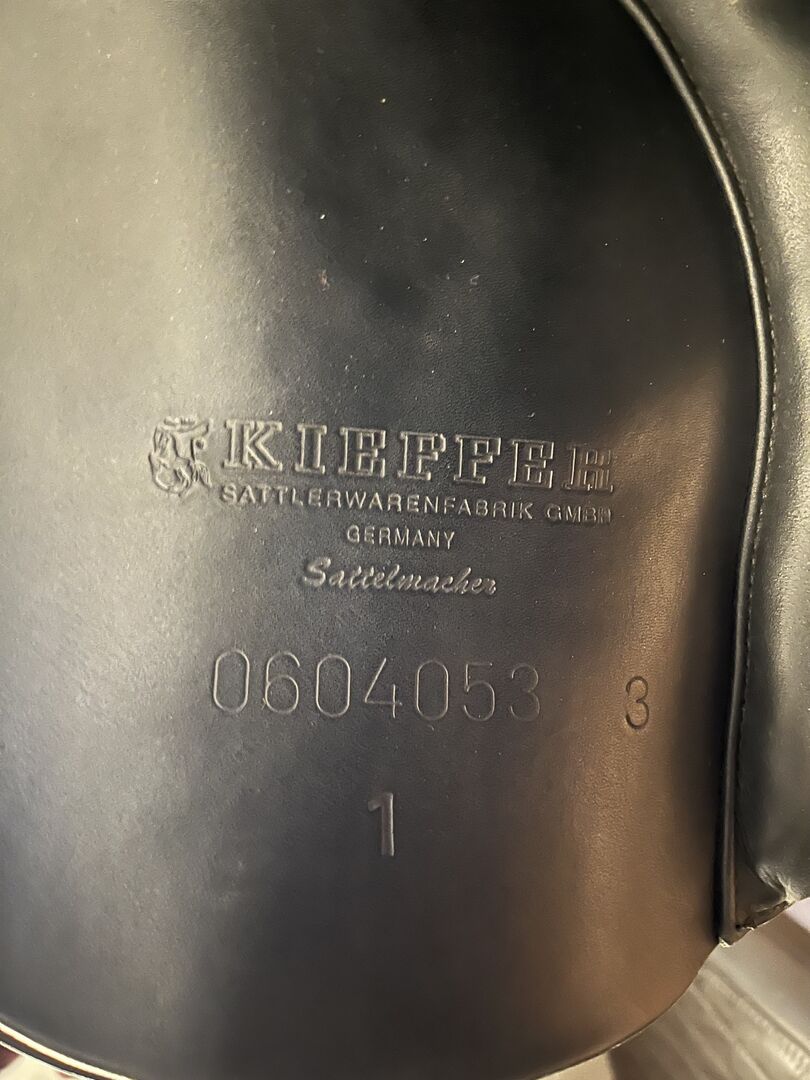 KIEFFER
SATTLERWARENFABRIK GMBH
GERMANY
Sattelmacher
0604053 3
1